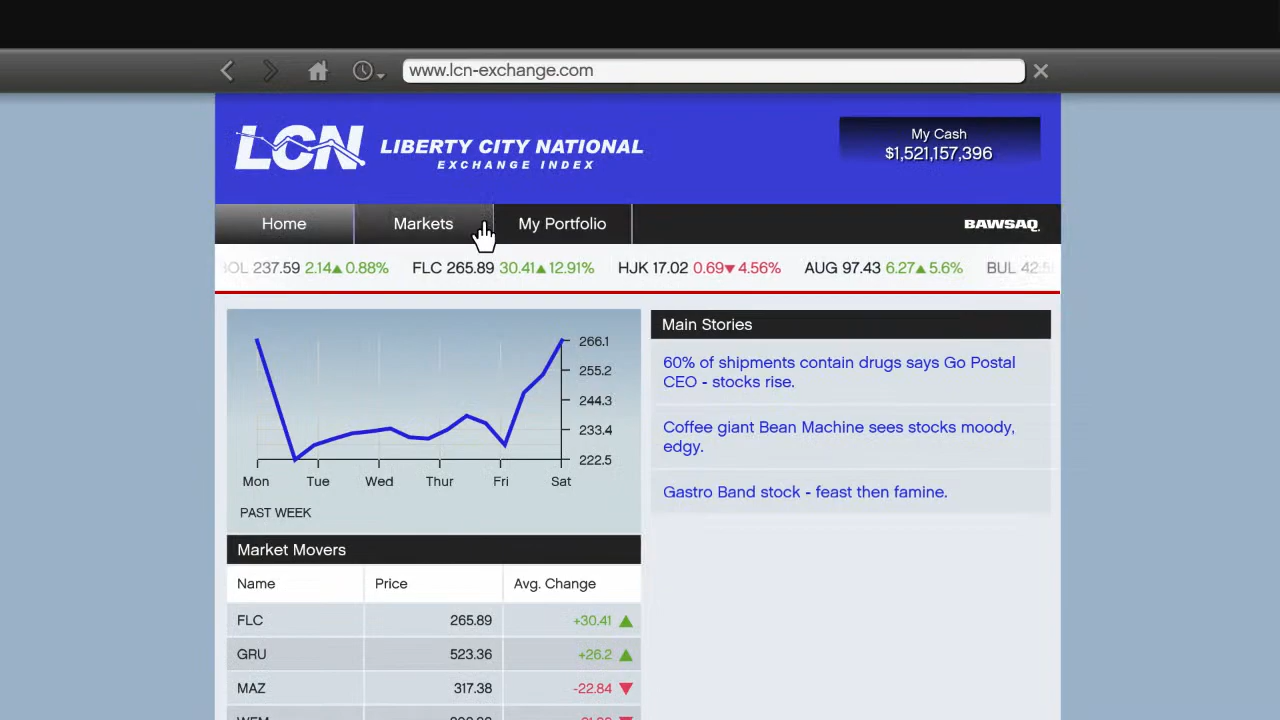 www.lcn-exchange.com
LCN LIBERTY CITY NATIONAL
EXCHANGE INDEX
My Cash
$1,521,157,396
Home Markets My Portfolio BAWSAQ
OL 237.59 2.14▲0.88% FLC 265.89 30.41▲12.91% HJK 17.02 0.69▼4.56% AUG 97.43 6.27▲5.6% BUL 42.5
266.1
255.2
244.3
233.4
222.5
Mon Tue Wed Thur Fri Sat
PAST WEEK
Main Stories
60% of shipments contain drugs says Go Postal
CEO - stocks rise.
Coffee giant Bean Machine sees stocks moody,
edgy.
Gastro Band stock - feast then famine.
Market Movers
Name Price Avg. Change
FLC 265.89 +30.41 ▲
GRU 523.36 +26.2 ▲
MAZ 317.38 -22.84 ▼